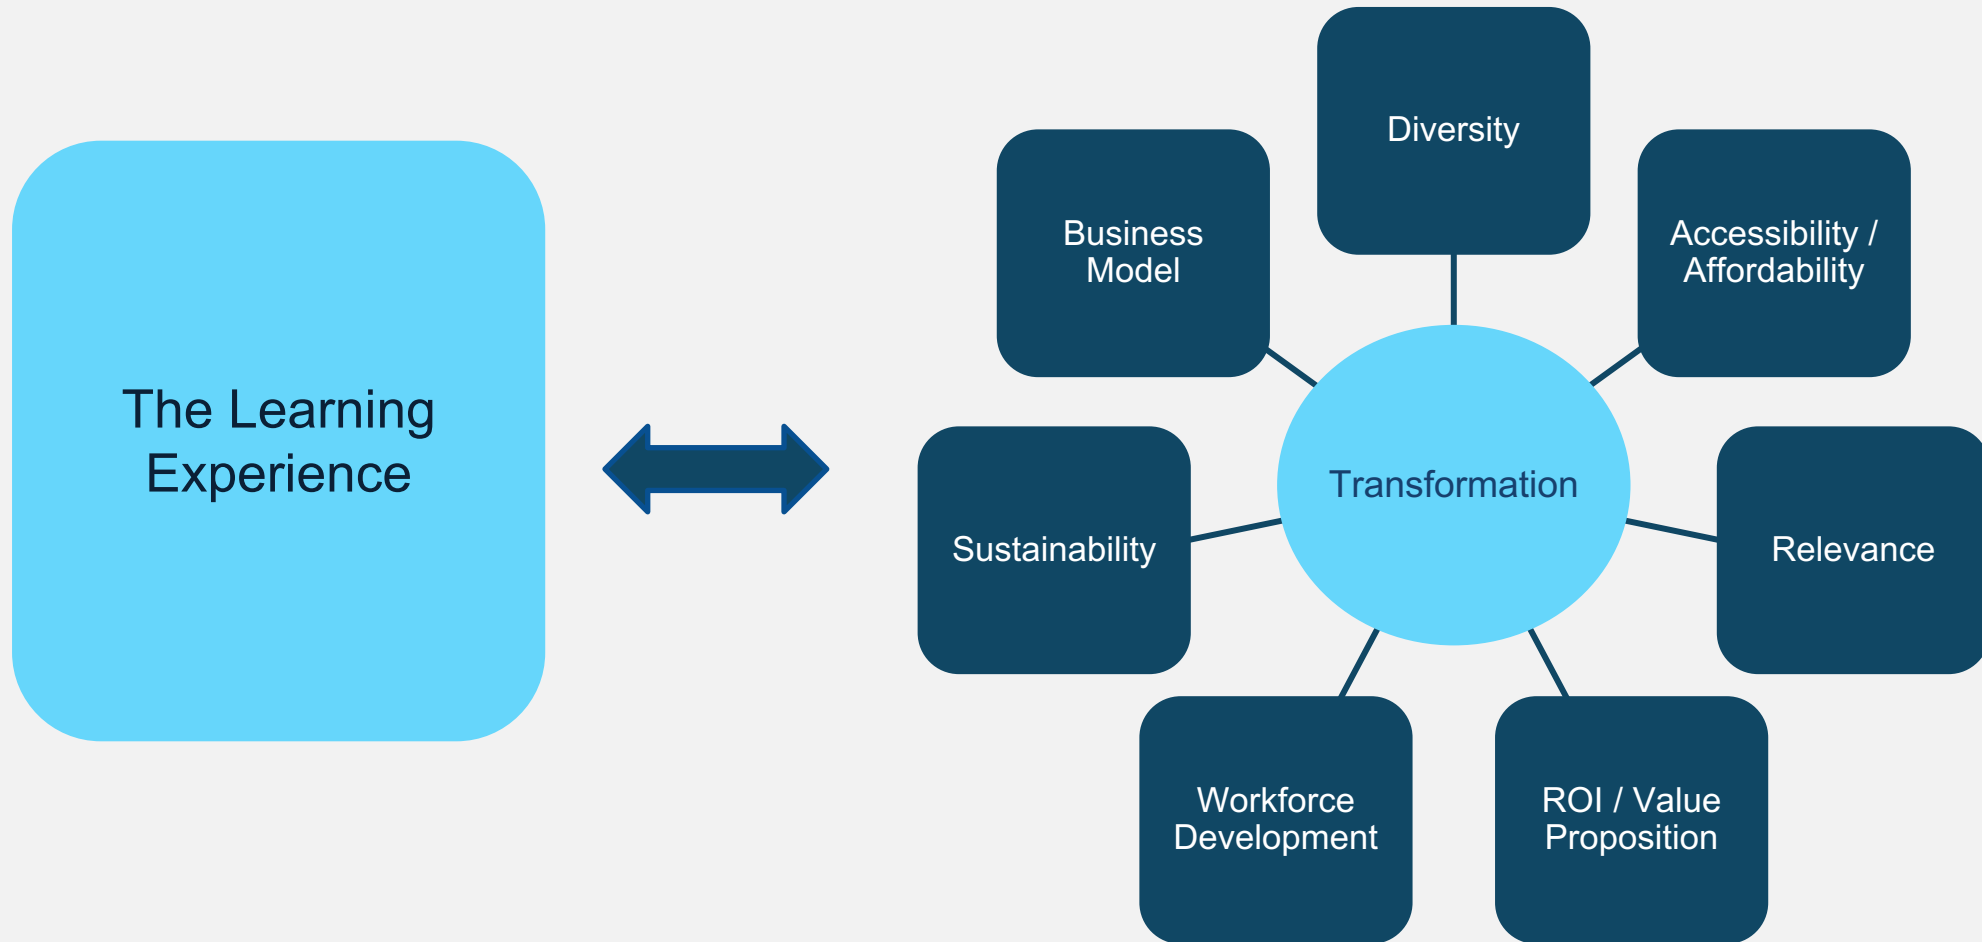 The Learning
Experience
Diversity
Business
Model
Accessibility /
Affordability
Transformation
Sustainability
Relevance
Workforce
Development
ROI / Value
Proposition